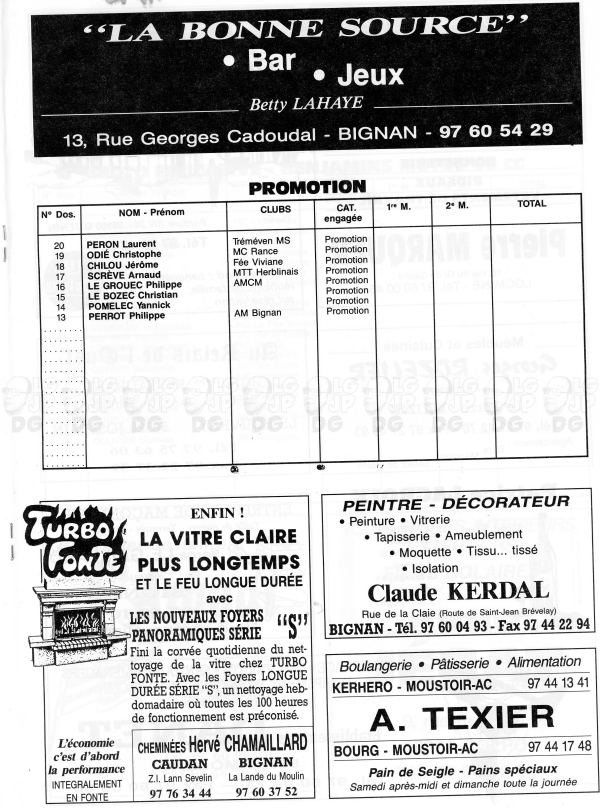 “LA BONNE SOURCE”
• Bar
• Jeux
Betty LAHAYE
13, Rue Georges Cadoudal - BIGNAN - 97 60 54 29
PROMOTION
N° Dos. NOM - Prénom CLUBS CAT. engagée 1re M. 2e M. TOTAL
20 PERON Laurent Tréméven MS Promotion
19 ODIÉ Christophe MC Rance Promotion
18 CHILOU Jérôme Fée Viviane Promotion
17 SCRÈVE Arnaud MTT Herblinais Promotion
16 LE GROUEC Philippe AMCM Promotion
15 LE BOZEC Christian Promotion
14 POMELEC Yannick Promotion
13 PERROT Philippe AM Bignan Promotion
TURBO FONTE
ENFIN !
LA VITRE CLAIRE
PLUS LONGTEMPS
ET LE FEU LONGUE DURÉE
avec
LES NOUVEAUX FOYERS
PANORAMIQUES SÉRIE “S”
Fini la corvée quotidienne du net-
toyage de la vitre chez TURBO
FONTE. Avec les Foyers LONGUE
DURÉE SÉRIE “S”, un nettoyage heb-
domadaire où toutes les 100 heures
de fonctionnement est préconisé.
L'économie
c'est d'abord
la performance
INTEGRALEMENT
EN FONTE
CHEMINÉES Hervé CHAMAILLARD
CAUDAN BIGNAN
Z.I. Lann Sevelin La Lande du Moulin
97 76 34 44 97 60 37 52
PEINTRE - DÉCORATEUR
• Peinture • Vitrerie
• Tapisserie • Ameublement
• Moquette • Tissu... tissé
• Isolation
Claude KERDAL
Rue de la Claie (Route de Saint-Jean Brévelay)
BIGNAN - Tél. 97 60 04 93 - Fax 97 44 22 94
Boulangerie • Pâtisserie • Alimentation
KERHERO - MOUSTOIR-AC 97 44 13 41
A. TEXIER
BOURG - MOUSTOIR-AC 97 44 17 48
Pain de Seigle - Pains spéciaux
Samedi après-midi et dimanche toute la journée